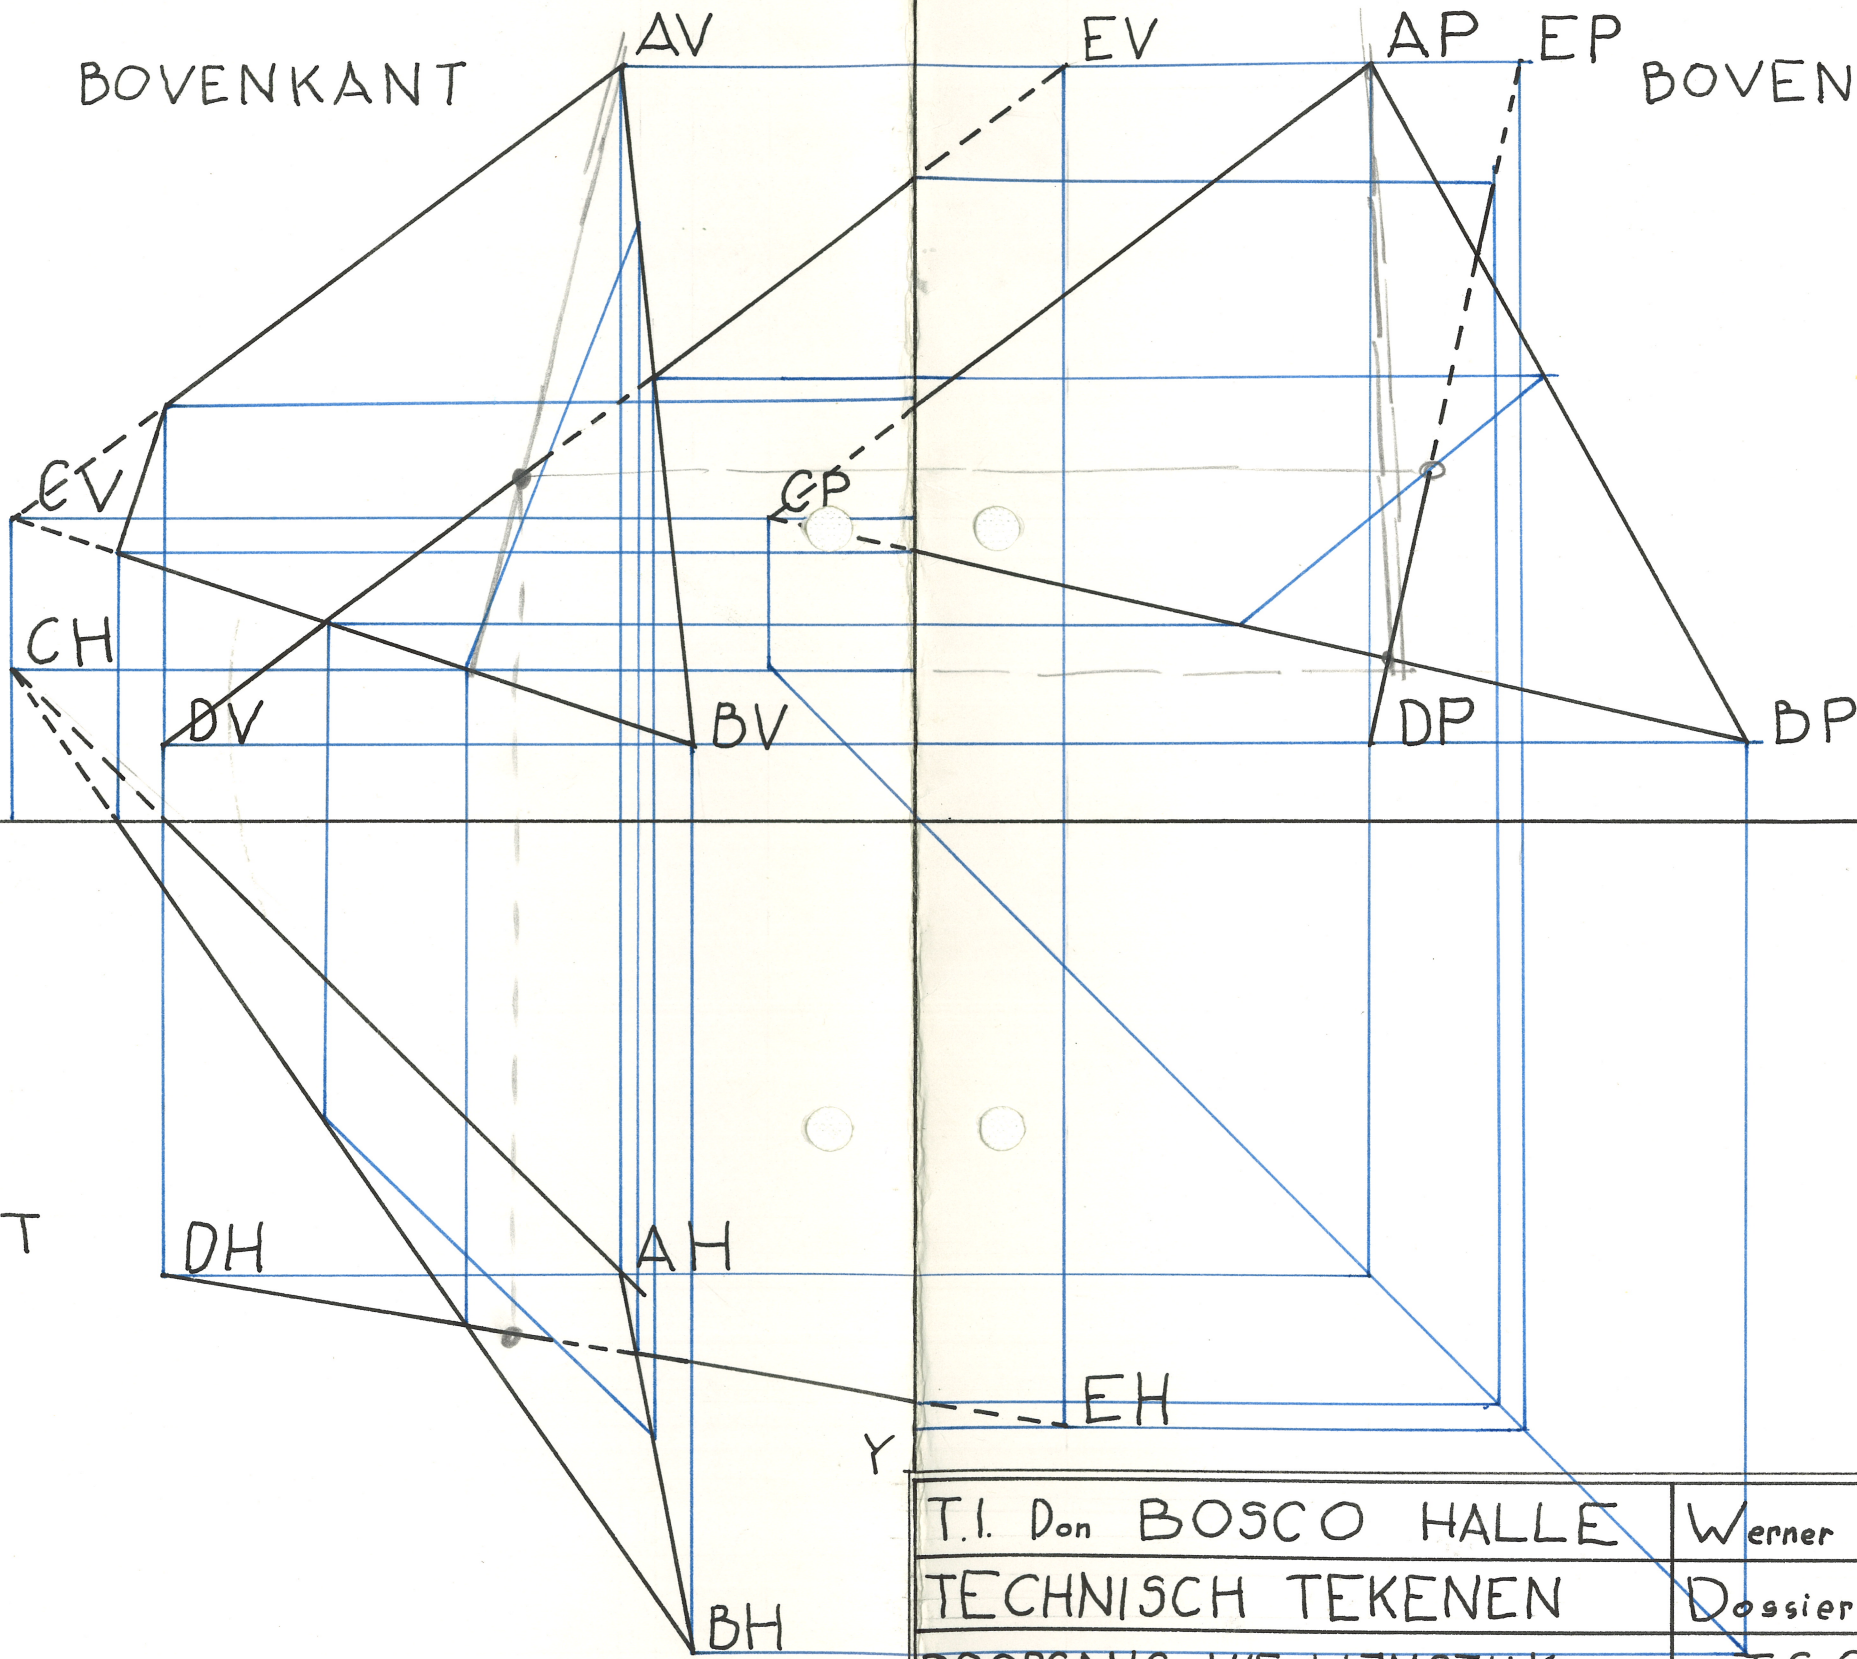 AV
EV
AP
EP
BOVENKANT
BOVEN
CV
CP
CH
DV
BV
DP
BP
DH
AH
T
EH
Y
T.I. Don BOSCO HALLE
Werner
TECHNISCH TEKENEN
Dossier
BH